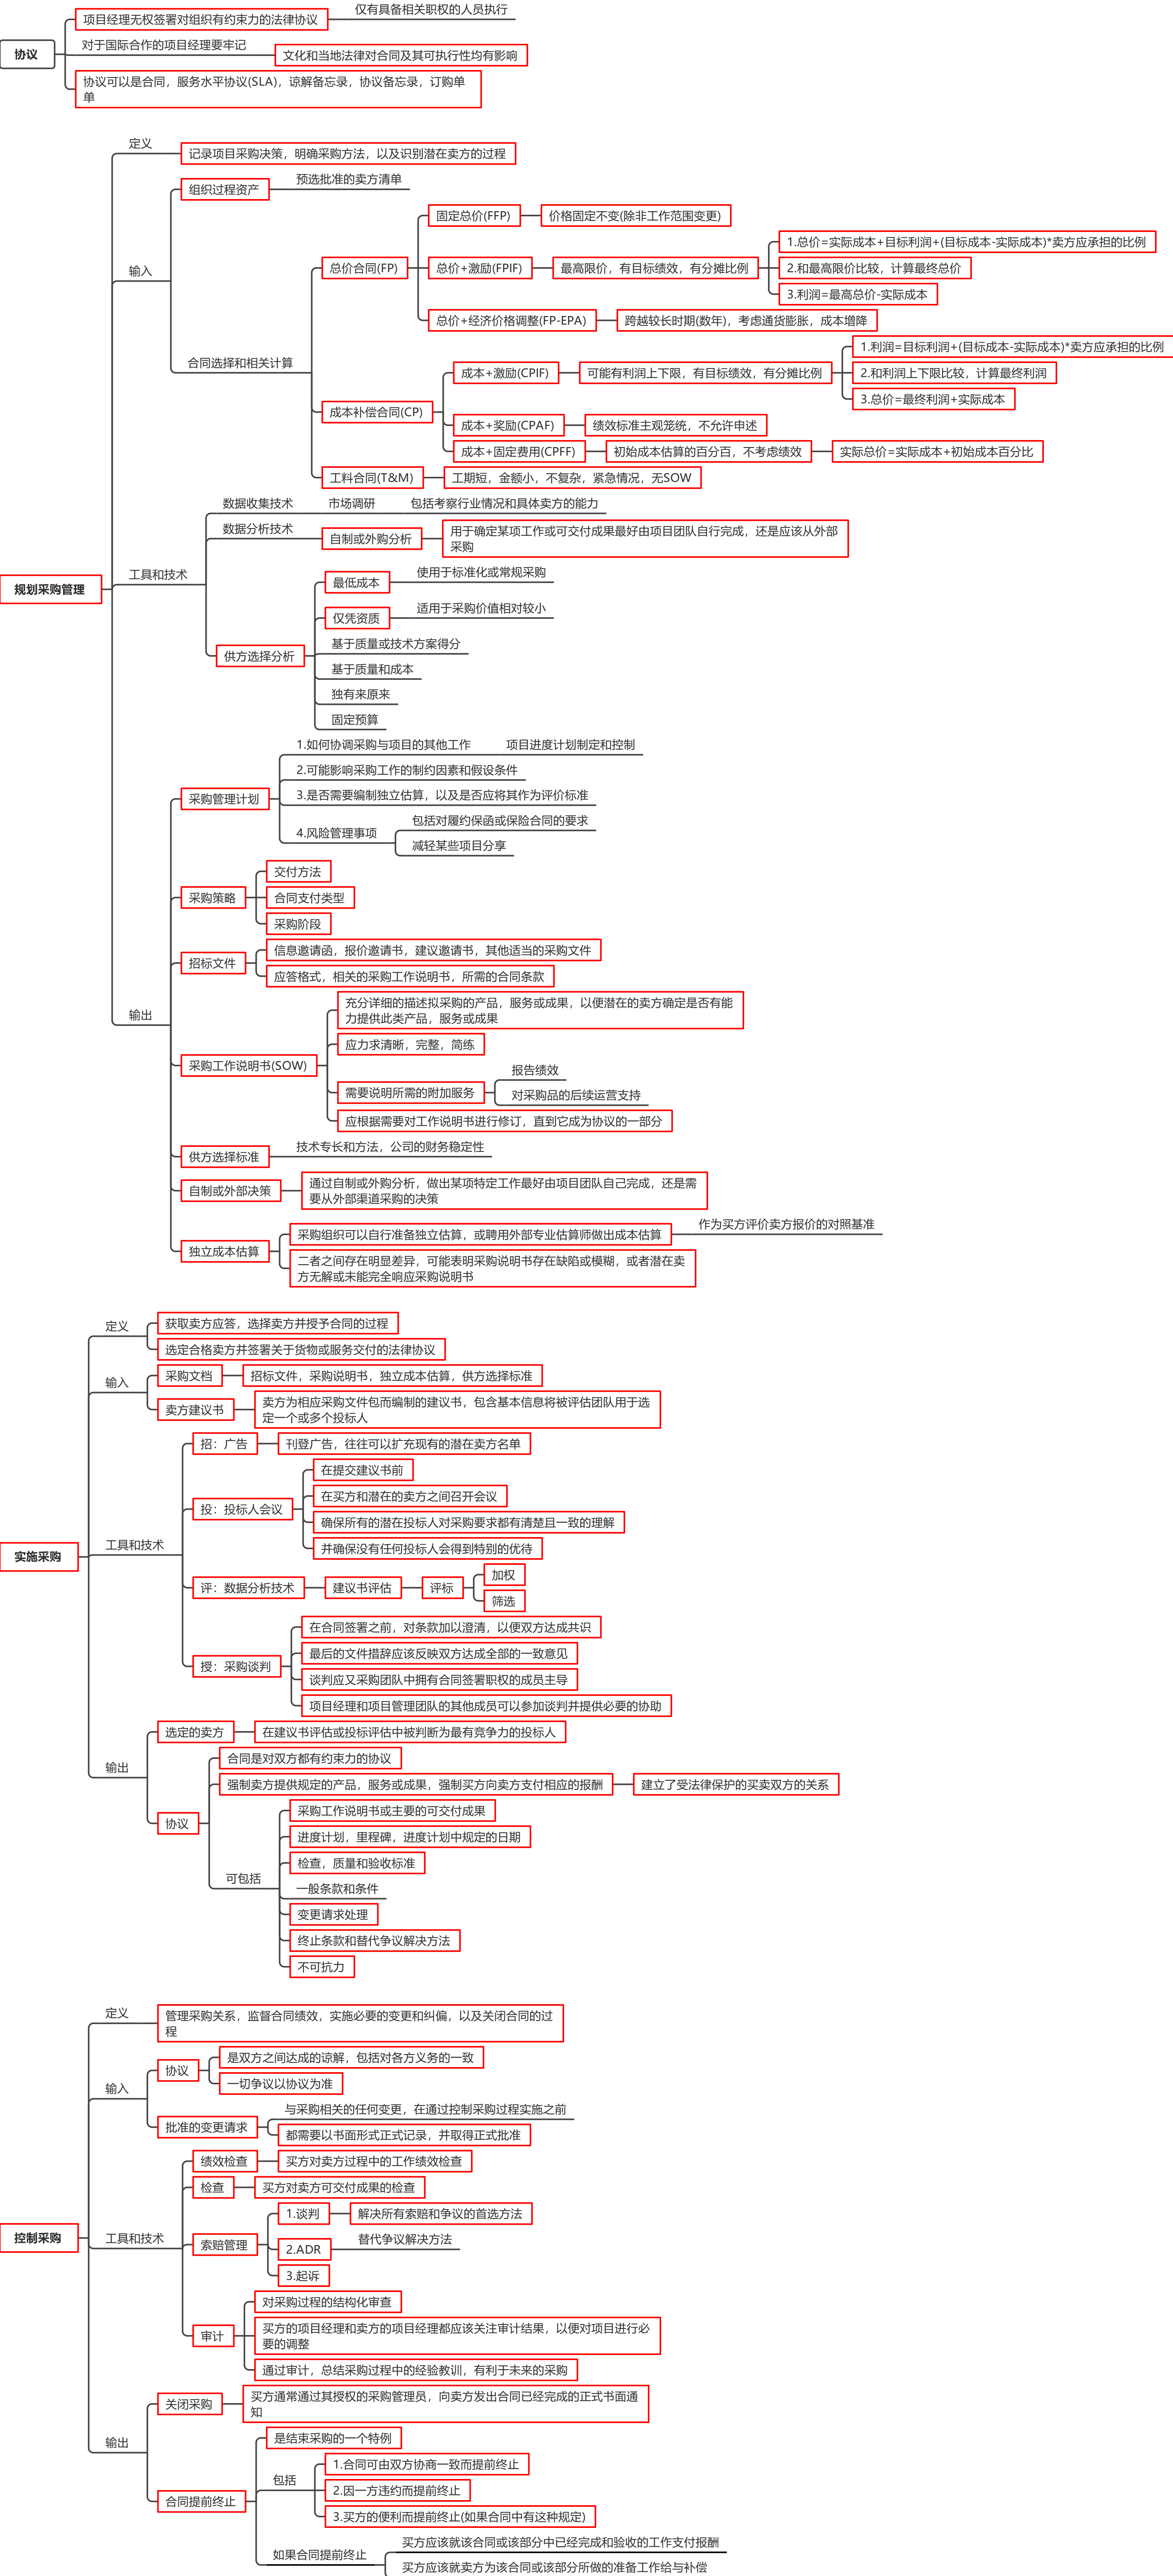 协议
项目经理无权签署对组织有约束力的法律协议
仅有具备相关职权的人员执行
对于国际合作的项目经理要牢记
文化和当地法律对合同及其可执行性均有影响
协议可以是合同，服务水平协议(SLA)，谅解备忘录，协议备忘录，订购单
单
规划采购管理
定义
记录项目采购决策，明确采购方法，以及识别潜在卖方的过程
输入
组织过程资产
预选批准的卖方清单
合同选择和相关计算
总价合同(FP)
固定总价(FFP)
价格固定不变(除非工作范围变更)
总价+激励(FPIF)
最高限价，有目标绩效，有分摊比例
1.总价=实际成本+目标利润+(目标成本-实际成本)*卖方应承担的比例
2.和最高限价比较，计算最终总价
3.利润=最高总价-实际成本
总价+经济价格调整(FP-EPA)
跨越较长时期(数年)，考虑通货膨胀，成本增降
成本补偿合同(CP)
成本+激励(CPIF)
可能有利润上下限，有目标绩效，有分摊比例
1.利润=目标利润+(目标成本-实际成本)*卖方应承担的比例
2.和利润上下限比较，计算最终利润
3.总价=最终利润+实际成本
成本+奖励(CPAF)
绩效标准主观笼统，不允许申述
成本+固定费用(CPFF)
初始成本估算的百分百，不考虑绩效
实际总价=实际成本+初始成本百分比
工料合同(T&M)
工期短，金额小，不复杂，紧急情况，无SOW
工具和技术
数据收集技术
市场调研
包括考察行业情况和具体卖方的能力
数据分析技术
自制或外购分析
用于确定某项工作或可交付成果最好由项目团队自行完成，还是应该从外部
采购
供方选择分析
最低成本
使用于标准化或常规采购
仅凭资质
适用于采购价值相对较小
基于质量或技术方案得分
基于质量和成本
独有来原来
固定预算
输出
采购管理计划
1.如何协调采购与项目的其他工作
项目进度计划制定和控制
2.可能影响采购工作的制约因素和假设条件
3.是否需要编制独立估算，以及是否应将其作为评价标准
4.风险管理事项
包括对履约保函或保险合同的要求
减轻某些项目分享
采购策略
交付方法
合同支付类型
采购阶段
招标文件
信息邀请函，报价邀请书，建议邀请书，其他适当的采购文件
应答格式，相关的采购工作说明书，所需的合同条款
采购工作说明书(SOW)
充分详细的描述拟采购的产品，服务或成果，以便潜在的卖方确定是否有能
力提供此类产品，服务或成果
应力求清晰，完整，简练
需要说明所需的附加服务
报告绩效
对采购品的后续运营支持
应根据需要对工作说明书进行修订，直到它成为协议的一部分
供方选择标准
技术专长和方法，公司的财务稳定性
自制或外部决策
通过自制或外购分析，做出某项特定工作最好由项目团队自己完成，还是需
要从外部渠道采购的决策
独立成本估算
采购组织可以自行准备独立估算，或聘用外部专业估算师做出成本估算
作为买方评价卖方报价的对照基准
二者之间存在明显差异，可能表明采购说明书存在缺陷或模糊，或者潜在卖
方无解或未能完全响应采购说明书
实施采购
定义
获取卖方应答，选择卖方并授予合同的过程
选定合格卖方并签署关于货物或服务交付的法律协议
输入
采购文档
招标文件，采购说明书，独立成本估算，供方选择标准
卖方建议书
卖方为相应采购文件包而编制的建议书，包含基本信息将被评估团队用于选
定一个或多个投标人
工具和技术
招：广告
刊登广告，往往可以扩充现有的潜在卖方名单
投：投标人会议
在提交建议书前
在买方和潜在的卖方之间召开会议
确保所有的潜在投标人对采购要求都有清楚且一致的理解
并确保没有任何投标人会得到特别的优待
评：数据分析技术
建议书评估
评标
加权
筛选
授：采购谈判
在合同签署之前，对条款加以澄清，以便双方达成共识
最后的文件措辞应该反映双方达成全部的一致意见
谈判应又采购团队中拥有合同签署职权的成员主导
项目经理和项目管理团队的其他成员可以参加谈判并提供必要的协助
输出
选定的卖方
在建议书评估或投标评估中被判断为最有竞争力的投标人
协议
合同是对双方都有约束力的协议
强制卖方提供规定的产品，服务或成果，强制买方向卖方支付相应的报酬
建立了受法律保护的买卖双方的关系
可包括
采购工作说明书或主要的可交付成果
进度计划，里程碑，进度计划中规定的日期
检查，质量和验收标准
一般条款和条件
变更请求处理
终止条款和替代争议解决方法
不可抗力
控制采购
定义
管理采购关系，监督合同绩效，实施必要的变更和纠偏，以及关闭合同的过
程
输入
协议
是双方之间达成的谅解，包括对各方义务的一致
一切争议以协议为准
批准的变更请求
与采购相关的任何变更，在通过控制采购过程实施之前
都需要以书面形式正式记录，并取得正式批准
工具和技术
绩效检查
买方对卖方过程中的工作绩效检查
检查
买方对卖方可交付成果的检查
索赔管理
1.谈判
解决所有索赔和争议的首选方法
2.ADR
替代争议解决方法
3.起诉
审计
对采购过程的结构化审查
买方的项目经理和卖方的项目经理都应该关注审计结果，以便对项目进行必
要的调整
通过审计，总结采购过程中的经验教训，有利于未来的采购
输出
关闭采购
买方通常通过其授权的采购管理员，向卖方发出合同已经完成的正式书面通
知
合同提前终止
是结束采购的一个特例
包括
1.合同可由双方协商一致而提前终止
2.因一方违约而提前终止
3.买方的便利而提前终止(如果合同中有这种规定)
如果合同提前终止
买方应该就该合同或该部分中已经完成和验收的工作支付报酬
买方应该就卖方为该合同或该部分所做的准备工作给与补偿